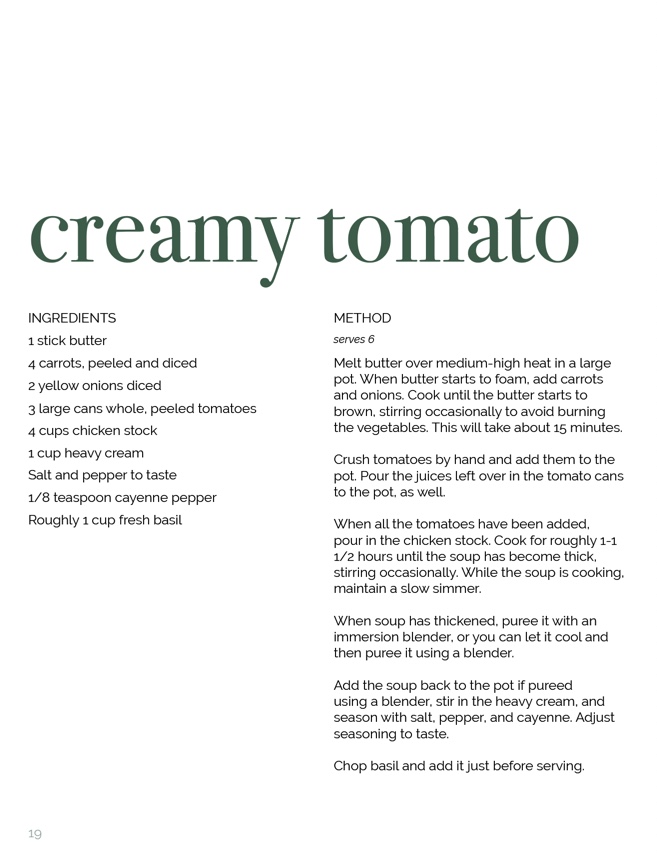 creamy tomato
INGREDIENTS
1 stick butter
4 carrots, peeled and diced
2 yellow onions diced
3 large cans whole, peeled tomatoes
4 cups chicken stock
1 cup heavy cream
Salt and pepper to taste
1/8 teaspoon cayenne pepper
Roughly 1 cup fresh basil
METHOD
serves 6
Melt butter over medium-high heat in a large
pot. When butter starts to foam, add carrots
and onions. Cook until the butter starts to
brown, stirring occasionally to avoid burning
the vegetables. This will take about 15 minutes.
Crush tomatoes by hand and add them to the
pot. Pour the juices left over in the tomato cans
to the pot, as well.
When all the tomatoes have been added,
pour in the chicken stock. Cook for roughly 1-1
1/2 hours until the soup has become thick,
stirring occasionally. While the soup is cooking,
maintain a slow simmer.
When soup has thickened, puree it with an
immersion blender, or you can let it cool and
then puree it using a blender.
Add the soup back to the pot if pureed
using a blender, stir in the heavy cream, and
season with salt, pepper, and cayenne. Adjust
seasoning to taste.
Chop basil and add it just before serving.
19